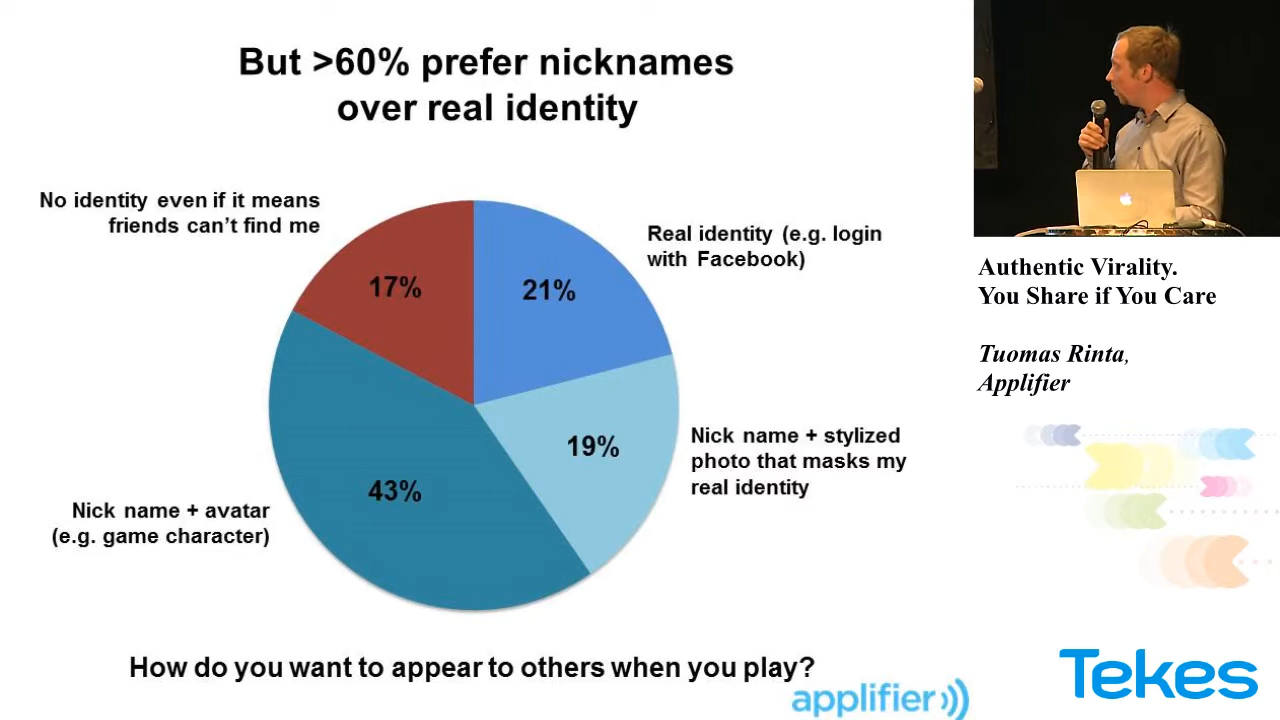 But >60% prefer nicknames
over real identity
No identity even if it means
friends can't find me
17%
21%
Real identity (e.g. login
with Facebook)
19%
Nick name + stylized
photo that masks my
real identity
43%
Nick name + avatar
(e.g. game character)
How do you want to appear to others when you play?
applifier
Authentic Virality.
You Share if You Care
Tuomas Rinta,
Applifier
Tekes